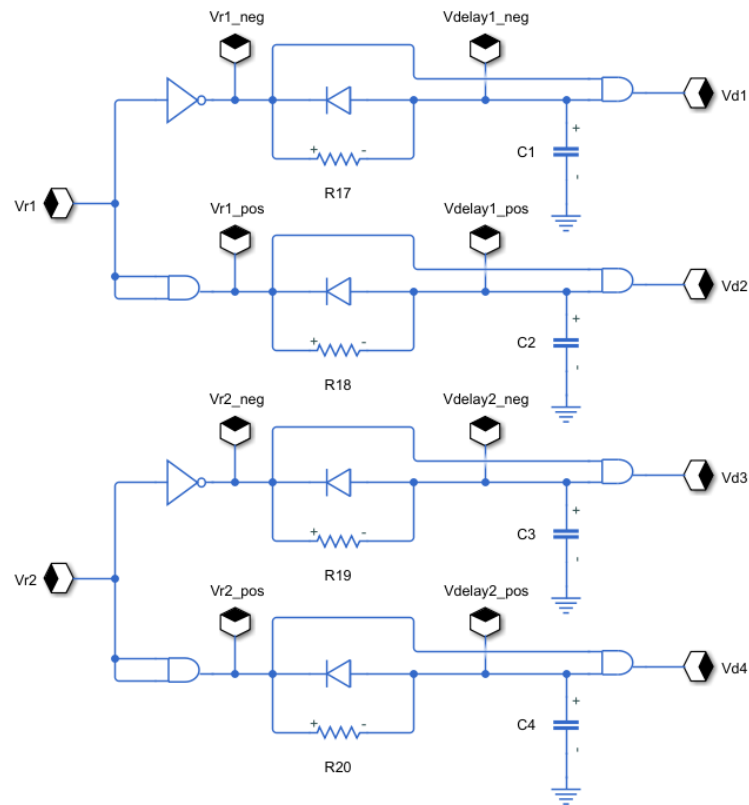 Vr1_neg
Vdelay1_neg
Vd1
+
C1
-
+ -
R17
Vr1
Vr1_pos
Vdelay1_pos
Vd2
+
C2
-
+ -
R18
Vr2_neg
Vdelay2_neg
Vd3
+
C3
-
+ -
R19
Vr2
Vr2_pos
Vdelay2_pos
Vd4
+
C4
-
+ -
R20